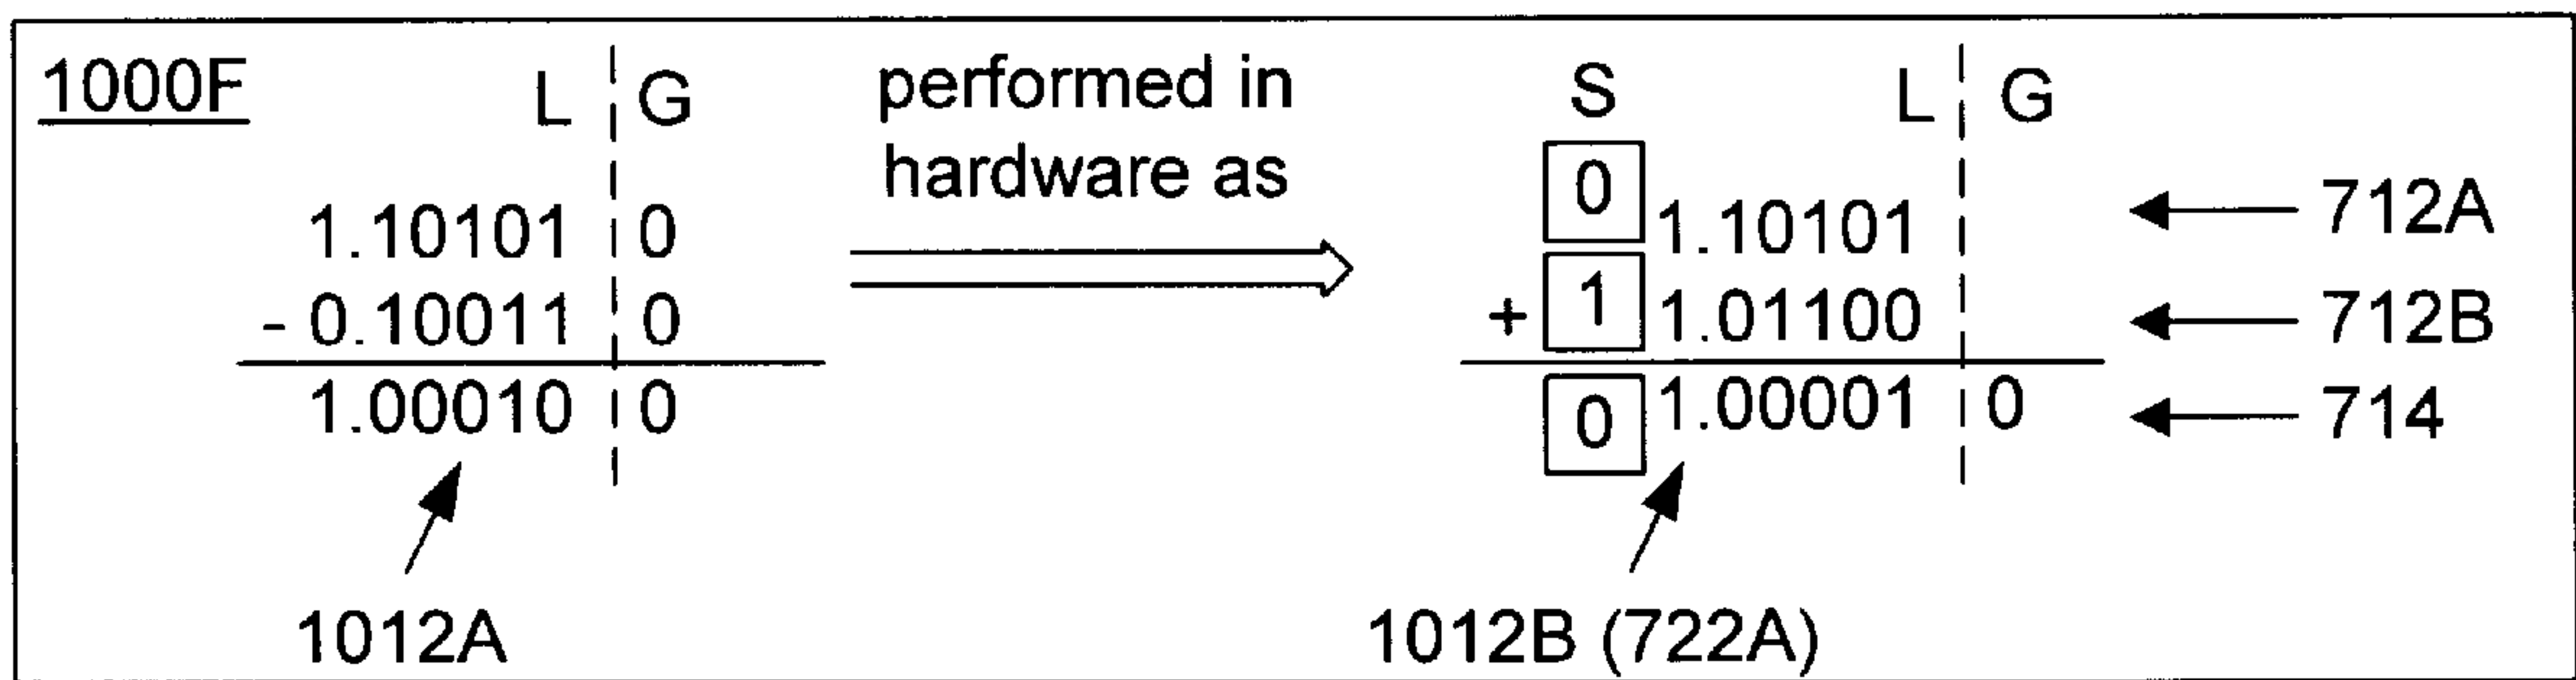 1000F L G performed in S L G
hardware as 0
1.10101 0 1.10101 712A
- 0.10011 0 + 1 1.01100 712B
1.00010 0 0 1.00001 0 714
1012A 1012B (722A)